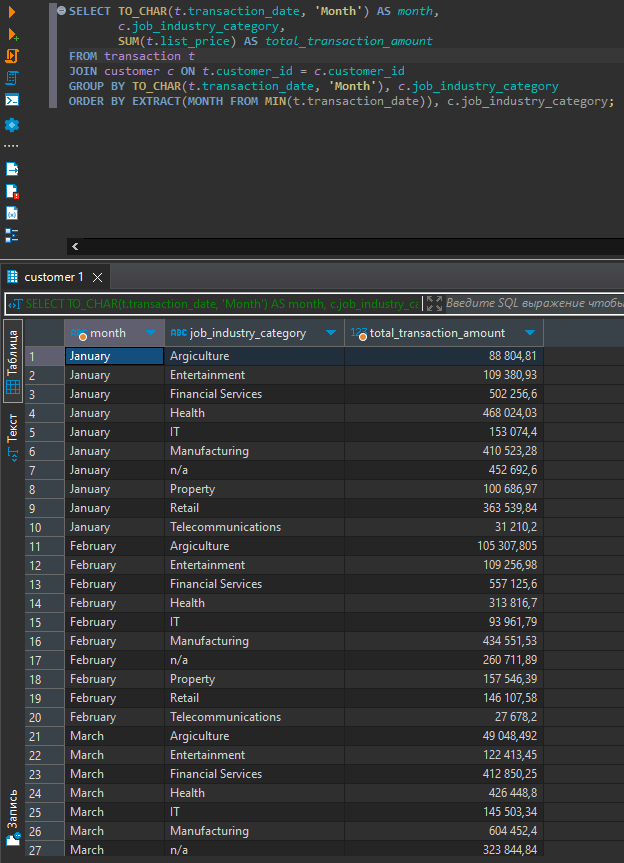 SELECT TO_CHAR(t.transaction_date, 'Month') AS month,
c.job_industry_category,
SUM(t.list_price) AS total_transaction_amount
FROM transaction t
JOIN customer c ON t.customer_id = c.customer_id
GROUP BY TO_CHAR(t.transaction_date, 'Month'), c.job_industry_category
ORDER BY EXTRACT(MONTH FROM MIN(t.transaction_date)), c.job_industry_category;
customer 1
SELECT TO_CHAR(t.transaction_date, 'Month') AS month, c.job_industry_ca
Введите SQL выражение чтобы
Таблица
Текст
Запись
month ABC job_industry_category 123 total_transaction_amount
1 January Argiculture 88 804,81
2 January Entertainment 109 380,93
3 January Financial Services 502 256,6
4 January Health 468 024,03
5 January IT 153 074,4
6 January Manufacturing 410 523,28
7 January n/a 452 692,6
8 January Property 100 686,97
9 January Retail 363 539,84
10 January Telecommunications 31 210,2
11 February Argiculture 105 307,805
12 February Entertainment 109 256,98
13 February Financial Services 557 125,6
14 February Health 313 816,7
15 February IT 93 961,79
16 February Manufacturing 434 551,53
17 February n/a 260 711,89
18 February Property 157 546,39
19 February Retail 146 107,58
20 February Telecommunications 27 678,2
21 March Argiculture 49 048,492
22 March Entertainment 122 413,45
23 March Financial Services 412 850,25
24 March Health 426 448,8
25 March IT 145 503,34
26 March Manufacturing 604 452,4
27 March n/a 323 844,84